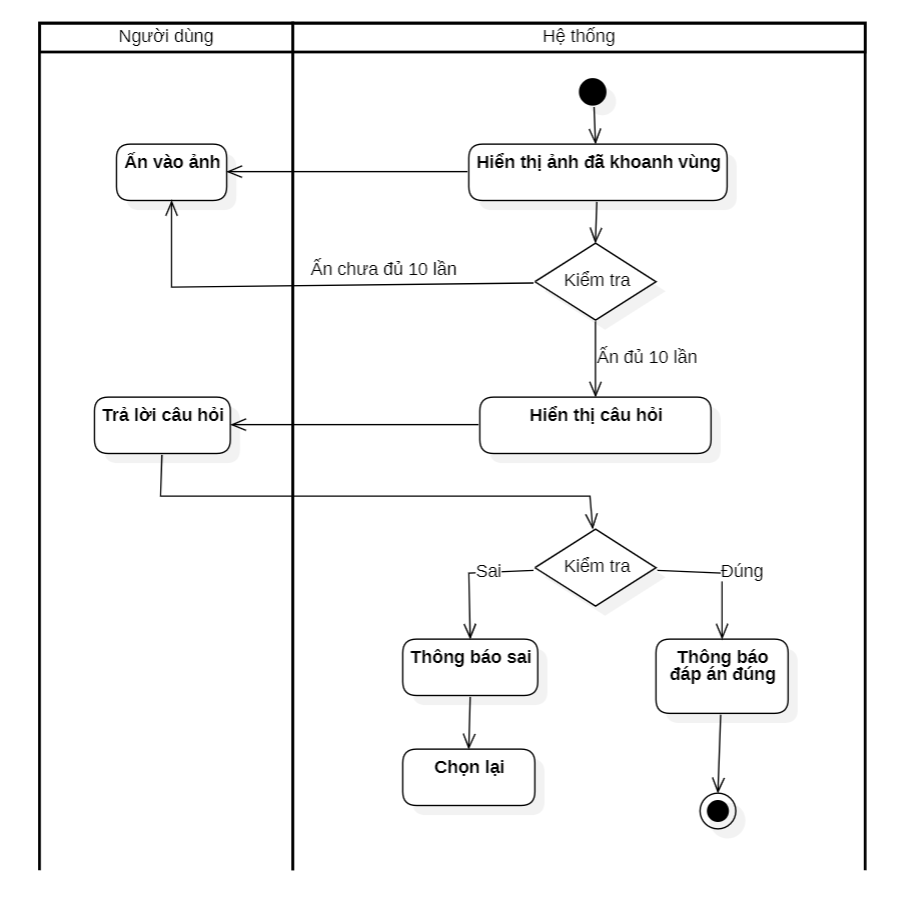 Người dùng
Hệ thống
Ấn vào ảnh
Hiển thị ảnh đã khoanh vùng
Ấn chưa đủ 10 lần
Kiểm tra
Ấn đủ 10 lần
Trả lời câu hỏi
Hiển thị câu hỏi
Kiểm tra
Sai
Đúng
Thông báo sai
Thông báo
đáp án đúng
Chọn lại